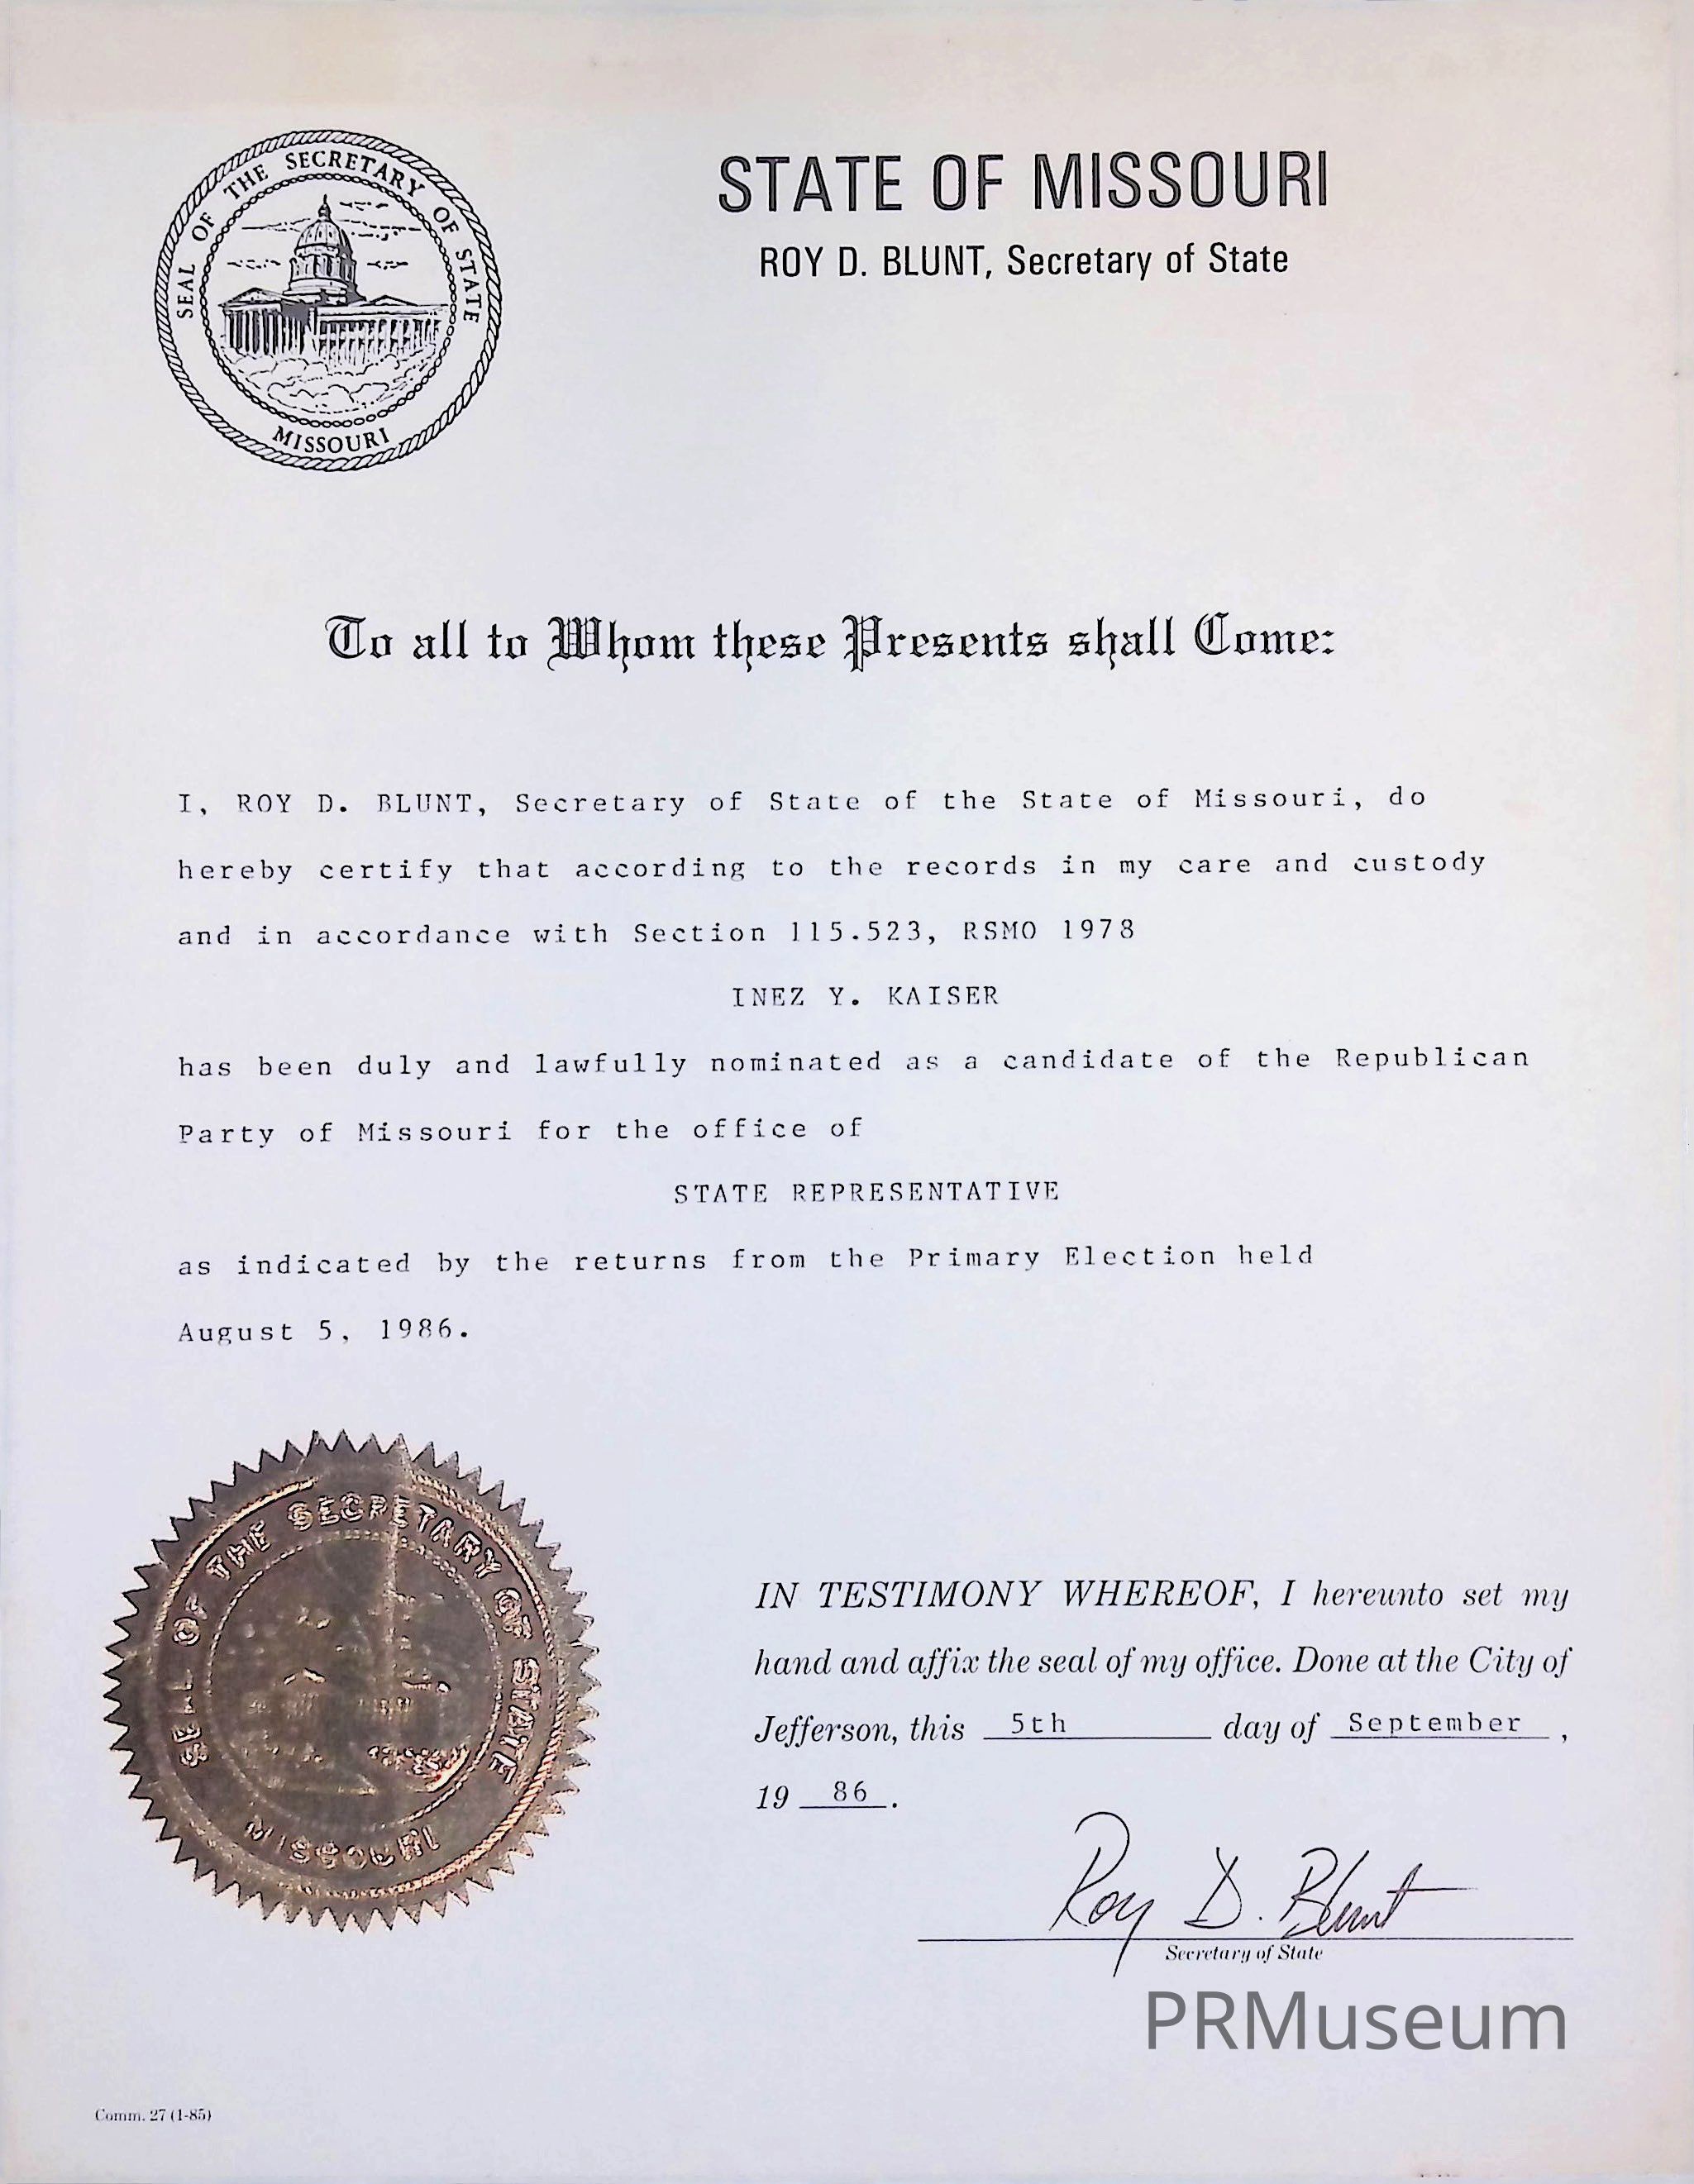 SEAL OF THE SECRETARY OF STATE
MISSOURI
STATE OF MISSOURI
ROY D. BLUNT, Secretary of State
To all to Whom these Presents shall Come:
I, ROY D. BLUNT, Secretary of State of the State of Missouri, do
hereby certify that according to the records in my care and custody
and in accordance with Section 115.523, RSMO 1978
INEZ Y. KAISER
has been duly and lawfully nominated as a candidate of the Republican
Party of Missouri for the office of
STATE REPRESENTATIVE
as indicated by the returns from the Primary Election held
August 5, 1986.
SEAL OF THE SECRETARY OF STATE
MISSOURI
IN TESTIMONY WHEREOF, I hereunto set my
hand and affix the seal of my office. Done at the City of
Jefferson, this 5th day of September ,
19 86 .
Roy D. Blunt
Secretary of State
PRMuseum
Comm. 27 (1-85)